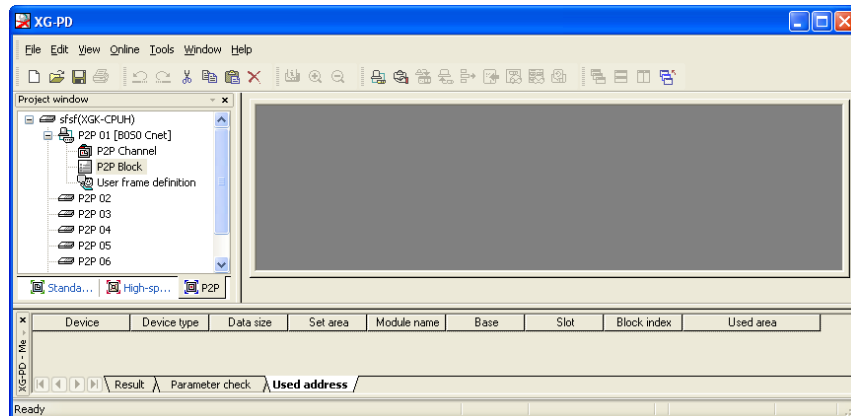 XG-PD
File Edit View Online Tools Window Help
Project window
sfsf(XGK-CPUH)
P2P 01 [B0S0 Cnet]
P2P Channel
P2P Block
User frame definition
P2P 02
P2P 03
P2P 04
P2P 05
P2P 06
Standa... High-sp... P2P
Device Device type Data size Set area Module name Base Slot Block index Used area
XG-PD - Me
Result Parameter check Used address
Ready